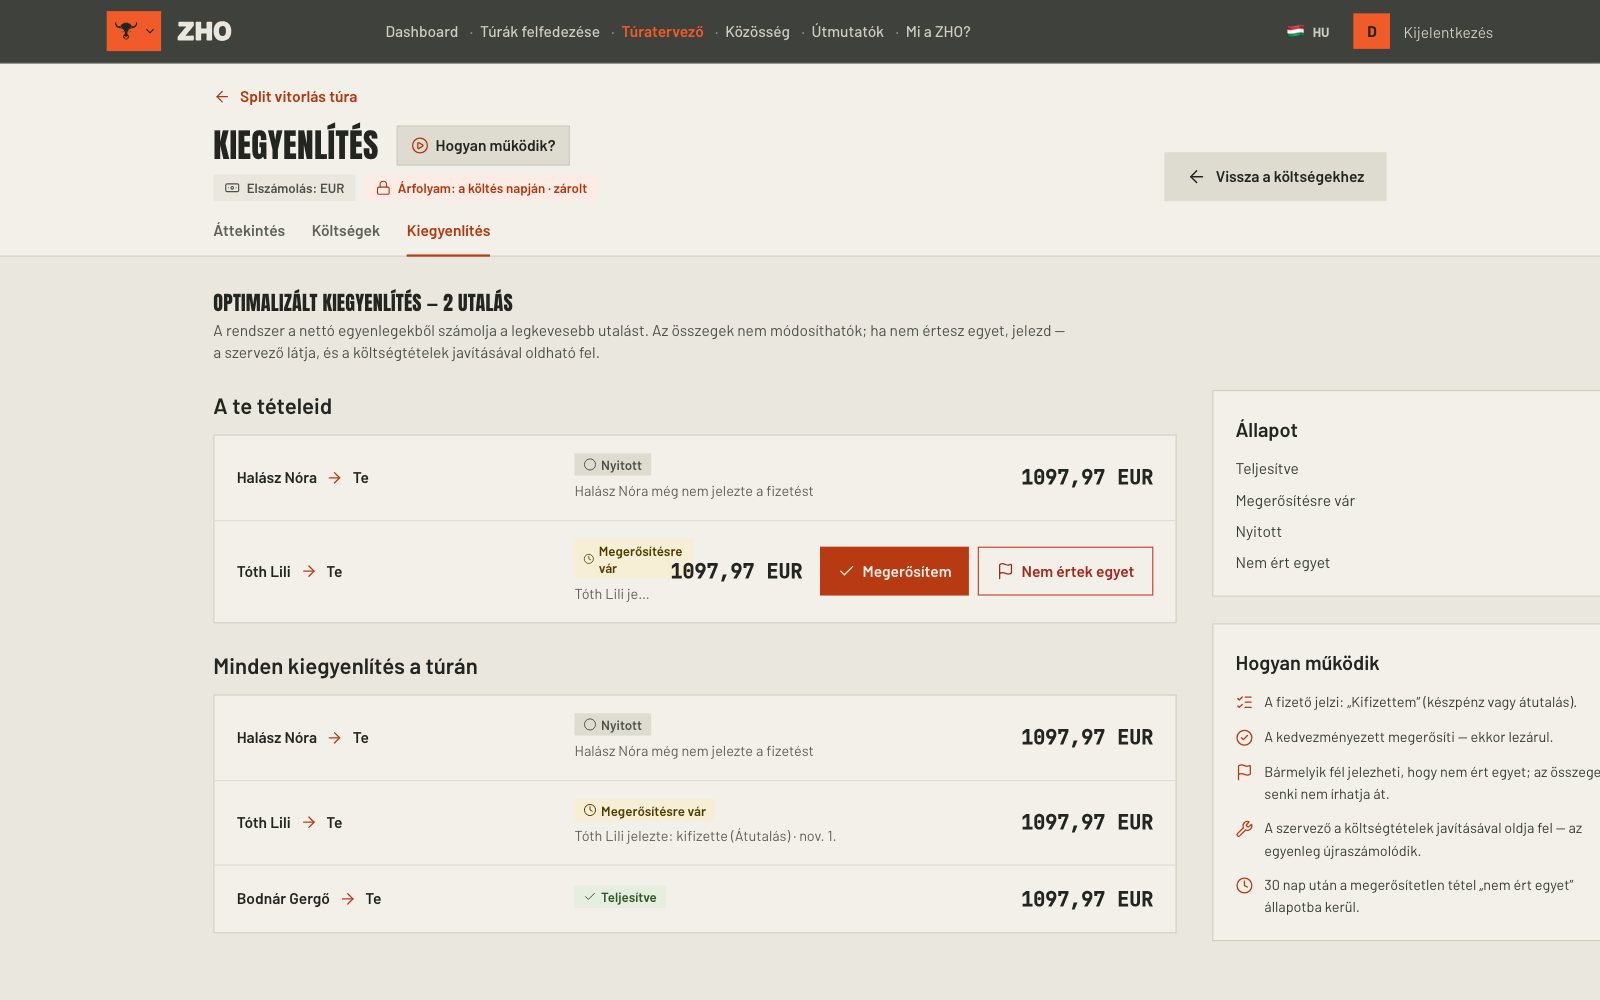 ZHO
Dashboard · Túrák felfedezése · Túratervező · Közösség · Útmutatók · Mi a ZHO?
HU
D
Kijelentkezés
Split vitorlás túra
KIEGYENLÍTÉS
Hogyan működik?
Elszámolás: EUR
Árfolyam: a költés napján · zárolt
Vissza a költségekhez
Áttekintés
Költségek
Kiegyenlítés
OPTIMALIZÁLT KIEGYENLÍTÉS – 2 UTALÁS
A rendszer a nettó egyenlegekből számolja a legkevesebb utalást. Az összegek nem módosíthatók; ha nem értesz egyet, jelezd –
a szervező látja, és a költségtételek javításával oldható fel.
A te tételeid
Halász Nóra → Te
Nyitott
Halász Nóra még nem jelezte a fizetést
1097,97 EUR
Tóth Lili → Te
Megerősítésre
vár
Tóth Lili je...
1097,97 EUR
Megerősítem
Nem értek egyet
Minden kiegyenlítés a túrán
Halász Nóra → Te
Nyitott
Halász Nóra még nem jelezte a fizetést
1097,97 EUR
Tóth Lili → Te
Megerősítésre vár
Tóth Lili jelezte: kifizette (Átutalás) · nov. 1.
1097,97 EUR
Bodnár Gergő → Te
Teljesítve
1097,97 EUR
Állapot
Teljesítve
Megerősítésre vár
Nyitott
Nem ért egyet
Hogyan működik
A fizető jelzi: „Kifizettem” (készpénz vagy átutalás).
A kedvezményezett megerősíti – ekkor lezárul.
Bármelyik fél jelezheti, hogy nem ért egyet; az összege
senki nem írhatja át.
A szervező a költségtételek javításával oldja fel – az
egyenleg újraszámolódik.
30 nap után a megerősítetlen tétel „nem ért egyet”
állapotba kerül.